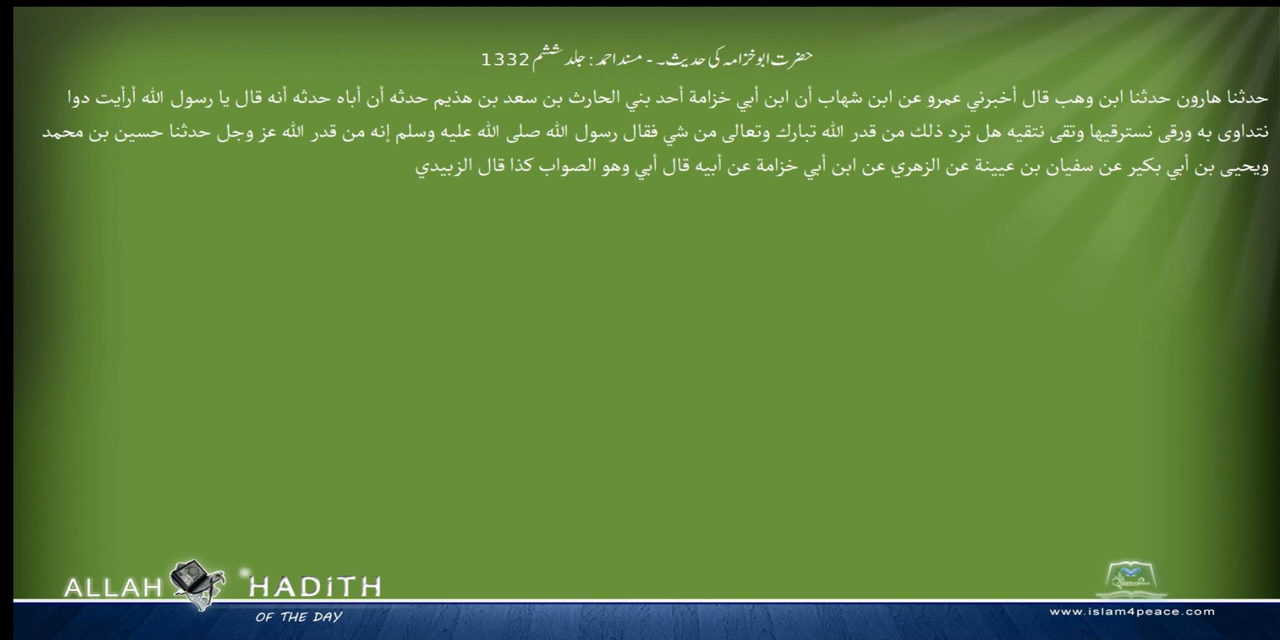 حضرت ابوخزامہ کی حدیث۔ - مسند احمد : جلد ششم 1332
حدثنا هارون حدثنا ابن وهب قال أخبرني عمرو عن ابن شهاب أن ابن أبي خزامة أحد بني الحارث بن سعد بن هذيم حدثه أن أباه حدثه أنه قال يا رسول الله أرأيت دوا
نتداوى به ورقى نسترقيها وتقى نتقيه هل ترد ذلك من قدر الله تبارك وتعالى من شي فقال رسول الله صلى الله عليه وسلم إنه من قدر الله عز وجل حدثنا حسين بن محمد
ويحيى بن أبي بكير عن سفيان بن عيينة عن الزهري عن ابن أبي خزامة عن أبيه قال أبي وهو الصواب كذا قال الزبيدي
ALLAH HADITH
OF THE DAY
www.islam4peace.com